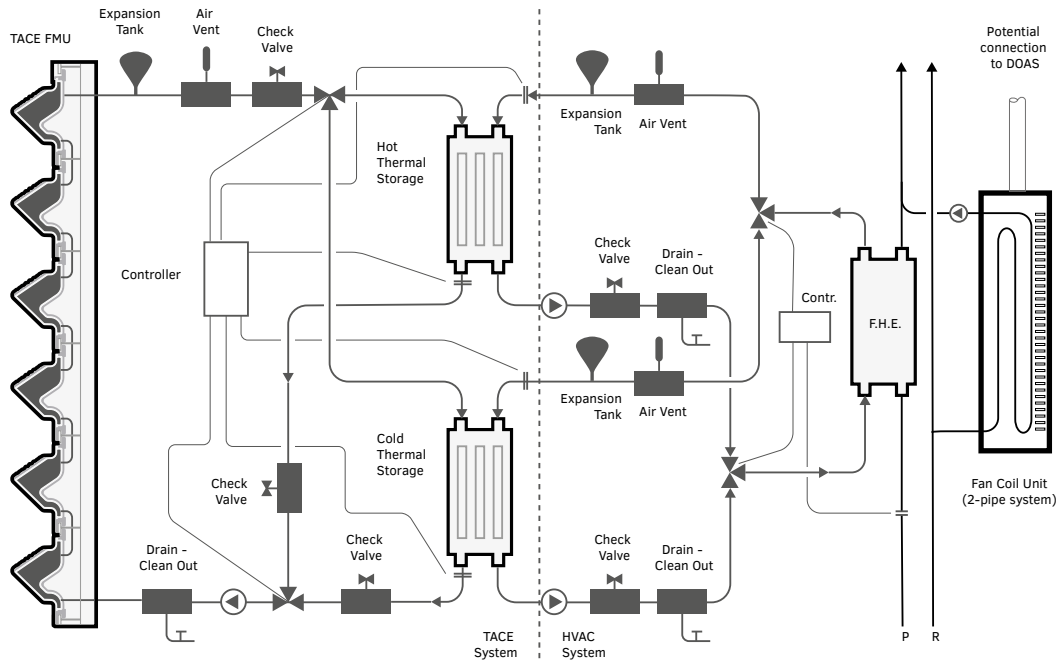 TACE FMU
Expansion
Tank
Air
Vent
Check
Valve
Hot
Thermal
Storage
Expansion
Tank
Air Vent
Potential
connection
to DOAS
Controller
Check
Valve
Drain -
Clean Out
Contr.
F.H.E.
Expansion
Tank
Air Vent
Cold
Thermal
Storage
Check
Valve
Fan Coil Unit
(2-pipe system)
Drain -
Clean Out
Check
Valve
Check
Valve
Drain -
Clean Out
TACE
System
HVAC
System
P
R